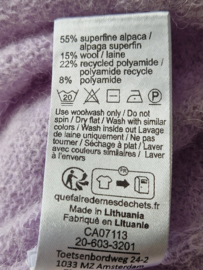 55% superfine alpaca /
alpaga superfin
15% wool / laine
22% recycled polyamide /
polyamide recyclé
8% polyamide
20
Use woolwash only / Do not
spin / Dry flat / Wash with similar
colors / Wash inside out Lavage
de laine uniquement / Ne pas
tourner / Séchage à plat / Lavage
avec couleurs similaires / Laver
à l'envers
FR
quefairedemesdechets.fr
Made in Lithuania
Fabriqué en Lituanie
CA07113
20-603-3201
Toetsenbordweg 24-2
1033 MZ Amsterdam